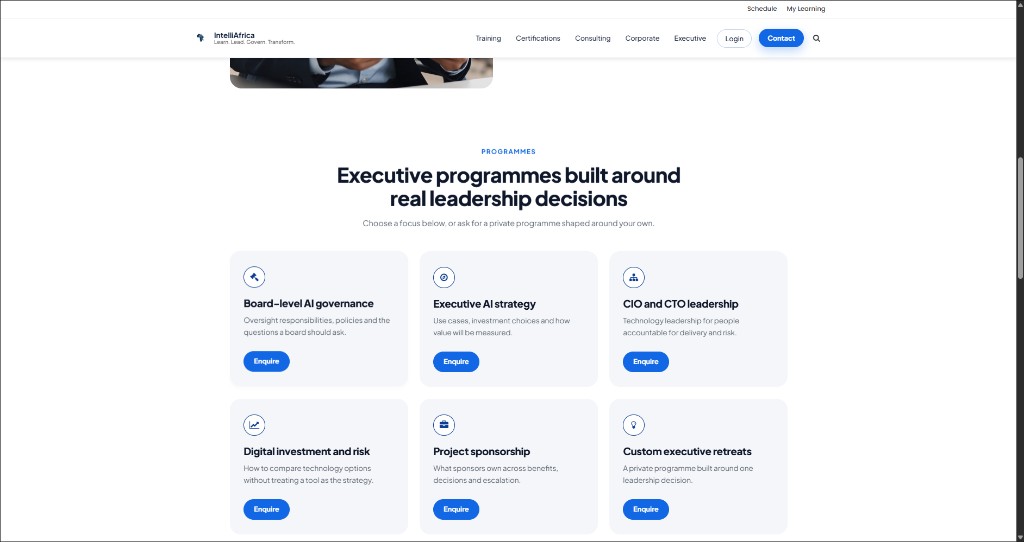 Schedule My Learning
IntelliAfrica
Learn. Lead. Govern. Transform.
Training Certifications Consulting Corporate Executive Login Contact
PROGRAMMES
Executive programmes built around
real leadership decisions
Choose a focus below, or ask for a private programme shaped around your own.
Board-level AI governance
Oversight responsibilities, policies and the
questions a board should ask.
Enquire
Executive AI strategy
Use cases, investment choices and how
value will be measured.
Enquire
CIO and CTO leadership
Technology leadership for people
accountable for delivery and risk.
Enquire
Digital investment and risk
How to compare technology options
without treating a tool as the strategy.
Enquire
Project sponsorship
What sponsors own across benefits,
decisions and escalation.
Enquire
Custom executive retreats
A private programme built around one
leadership decision.
Enquire